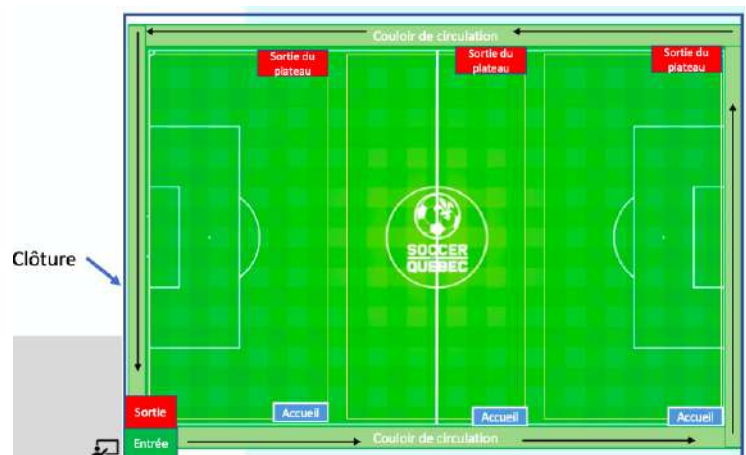 Couloir de circulation
Sortie du
plateau
Sortie du
plateau
Sortie du
plateau
SOCCER
QUÉBEC
Clôture
Sortie
Accueil
Accueil
Accueil
Entrée
Couloir de circulation